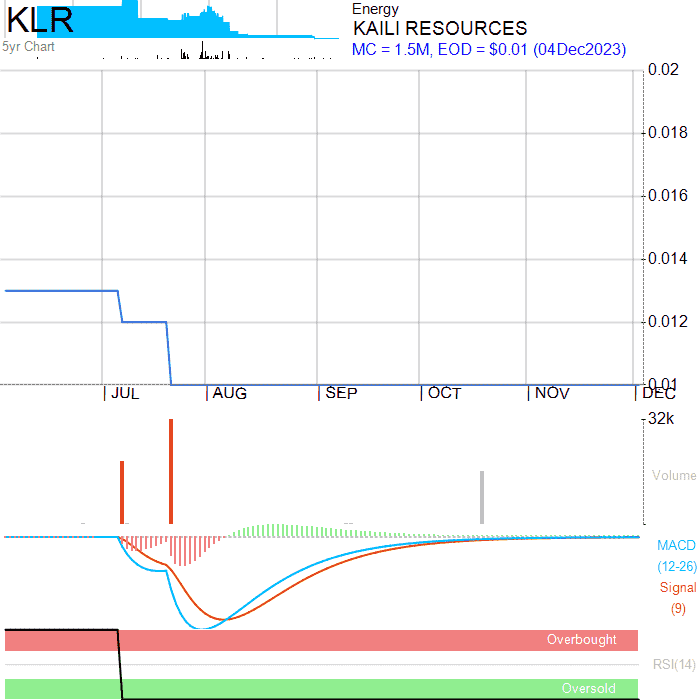 KLR
5yr Chart
Energy
KAILI RESOURCES
MC = 1.5M, EOD = $0.01 (04Dec2023)
0.02
0.018
0.016
0.014
0.012
0.01
JUL AUG SEP OCT NOV DEC
32k
Volume
MACD
(12-26)
Signal
(9)
Overbought
RSI(14)
Oversold